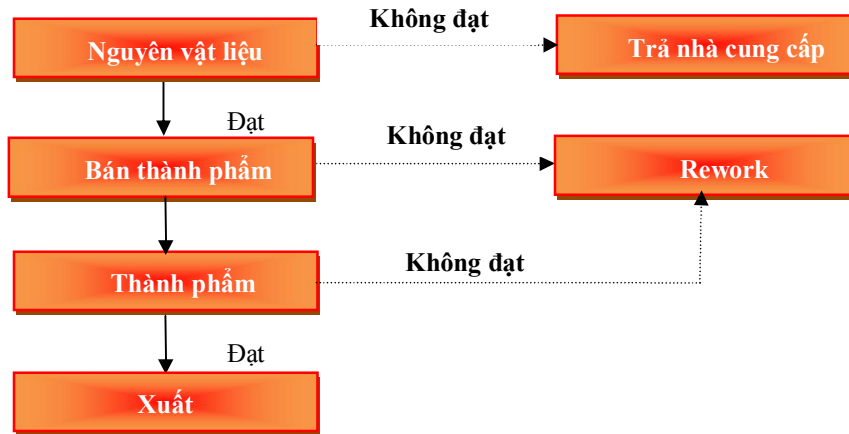 Không đạt
Nguyên vật liệu
Trả nhà cung cấp
Đạt
Không đạt
Bán thành phẩm
Rework
Không đạt
Thành phẩm
Đạt
Xuất